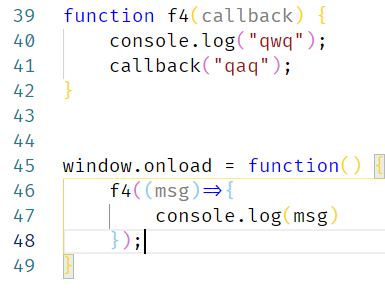 39 function f4(callback) {
40     console.log("qwq");
41     callback("qaq");
42 }
43
44
45 window.onload = function() {
46     f4((msg)=>{
47         console.log(msg)
48     });
49 }